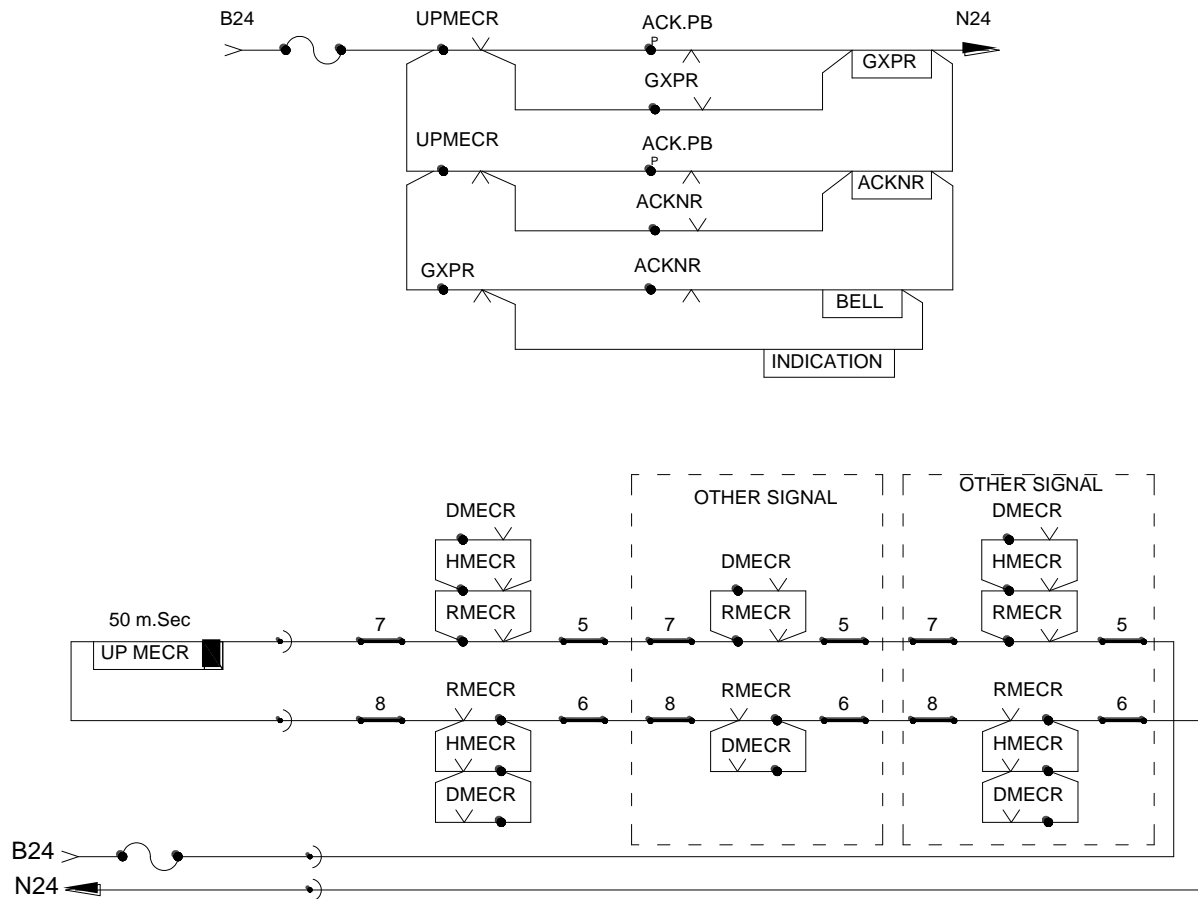 B24 UPMECR ACK.PB N24
P
GXPR
GXPR
UPMECR ACK.PB
P
ACKNR
ACKNR
GXPR ACKNR
BELL
INDICATION
OTHER SIGNAL OTHER SIGNAL
DMECR DMECR
HMECR DMECR HMECR
50 m.Sec 7 RMECR 5 7 RMECR 5 7 RMECR 5
UP MECR
8 RMECR 6 8 RMECR 6 8 RMECR 6
HMECR DMECR HMECR
DMECR DMECR
B24
N24